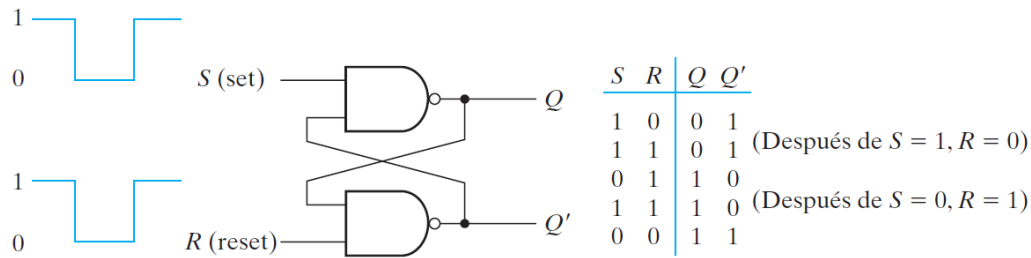 1
0
S (set)
Q
1
0
R (reset)
Q'
S R Q Q'
1 0 0 1
1 1 0 1 (Después de S = 1, R = 0)
0 1 1 0
1 1 1 0 (Después de S = 0, R = 1)
0 0 1 1